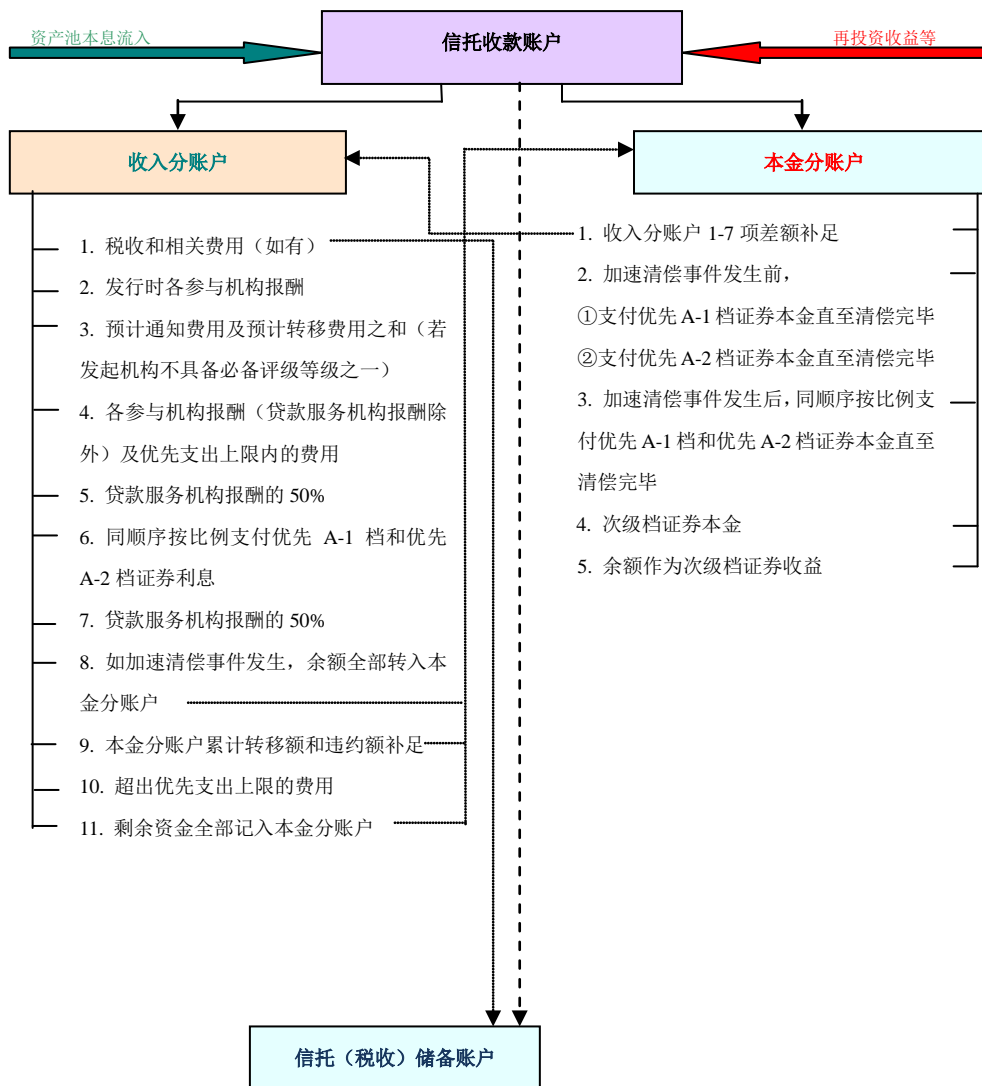 资产池本息流入
信托收款账户
再投资收益等
收入分账户
本金分账户
1. 税收和相关费用（如有）
2. 发行时各参与机构报酬
3. 预计通知费用及预计转移费用之和（若
发起机构不具备必备评级等级之一）
4. 各参与机构报酬（贷款服务机构报酬除
外）及优先支出上限内的费用
5. 贷款服务机构报酬的 50%
6. 同顺序按比例支付优先 A-1 档和优先
A-2 档证券利息
7. 贷款服务机构报酬的 50%
8. 如加速清偿事件发生，余额全部转入本
金分账户
9. 本金分账户累计转移额和违约额补足
10. 超出优先支出上限的费用
11. 剩余资金全部记入本金分账户
1. 收入分账户 1-7 项差额补足
2. 加速清偿事件发生前，
①支付优先 A-1 档证券本金直至清偿完毕
②支付优先 A-2 档证券本金直至清偿完毕
3. 加速清偿事件发生后，同顺序按比例支
付优先 A-1 档和优先 A-2 档证券本金直至
清偿完毕
4. 次级档证券本金
5. 余额作为次级档证券收益
信托（税收）储备账户